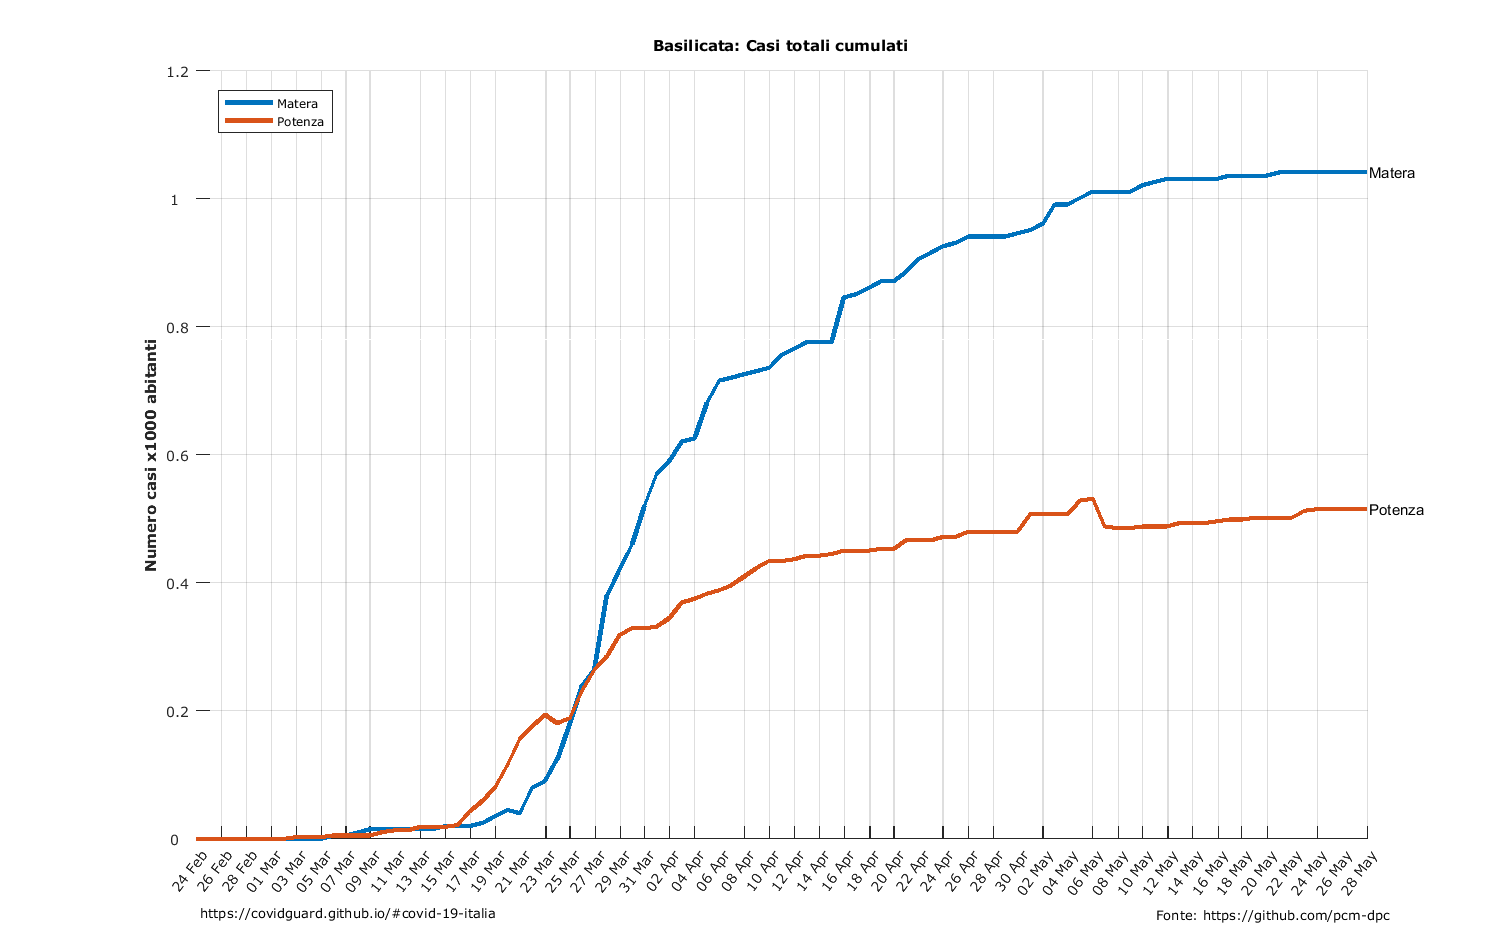 Basilicata: Casi totali cumulati
1.2
1
0.8
0.6
0.4
0.2
0
Numero casi x1000 abitanti
Matera
Potenza
Matera
Potenza
24 Feb
26 Feb
28 Feb
01 Mar
03 Mar
05 Mar
07 Mar
09 Mar
11 Mar
13 Mar
15 Mar
17 Mar
19 Mar
21 Mar
23 Mar
25 Mar
27 Mar
29 Mar
31 Mar
02 Apr
04 Apr
06 Apr
08 Apr
10 Apr
12 Apr
14 Apr
16 Apr
18 Apr
20 Apr
22 Apr
24 Apr
26 Apr
28 Apr
30 Apr
02 May
04 May
06 May
08 May
10 May
12 May
14 May
16 May
18 May
20 May
22 May
24 May
26 May
28 May
https://covidguard.github.io/#covid-19-italia
Fonte: https://github.com/pcm-dpc